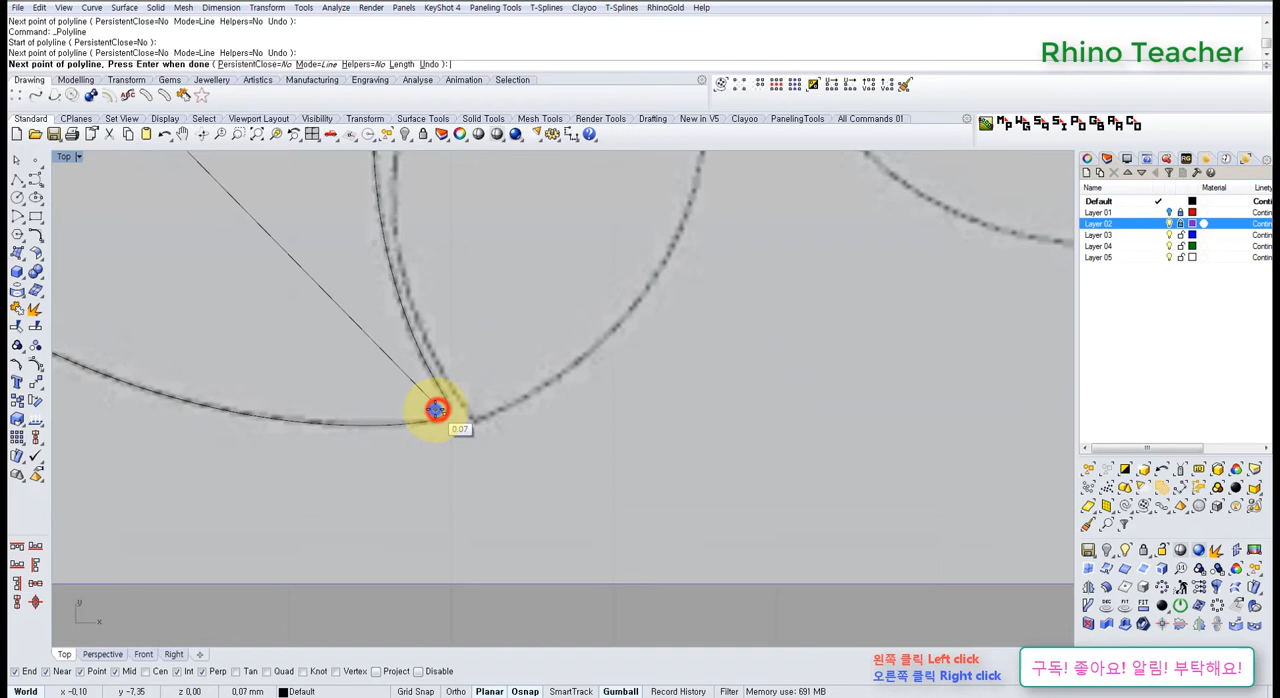 File Edit View Curve Surface Solid Mesh Dimension Transform Tools Analyze Render Panels KeyShot 4 Paneling Tools T-Splines Clayoo T-Splines RhinoGold Help
Next point of polyline ( PersistentClose=No Mode=Line Helpers=No Undo ):
Command: _Polyline
Start of polyline ( PersistentClose=No ):
Next point of polyline ( PersistentClose=No Mode=Line Helpers=No Undo ):
Next point of polyline. Press Enter when done ( PersistentClose=No Mode=Line Helpers=No Length Undo ):
Rhino Teacher
Drawing Modelling Transform Gems Jewellery Artistics Manufacturing Engraving Analyse Animation Selection
Standard CPlanes Set View Display Select Viewport Layout Visibility Transform Curve Tools Surface Tools Solid Tools Mesh Tools Render Tools Drafting New in V5 Clayoo PanelingTools All Commands 01
Top
Name Material Linety
Default Conti
Layer 01 Contin
Layer 02 Contin
Layer 03 Contin
Layer 04 Contin
Layer 05 Contin
0.07
y
x
Top Perspective Front Right
End Near Point Mid Cen Int Perp Tan Quad Knot Vertex Project Disable
왼쪽 클릭 Left click
오른쪽 클릭 Right click
구독! 좋아요! 알림! 부탁해요!
World x -0,10 y -7,35 z 0,00 0,07 mm Default Grid Snap Ortho Planar Osnap SmartTrack Gumball Record History Filter Memory use: 691 MB